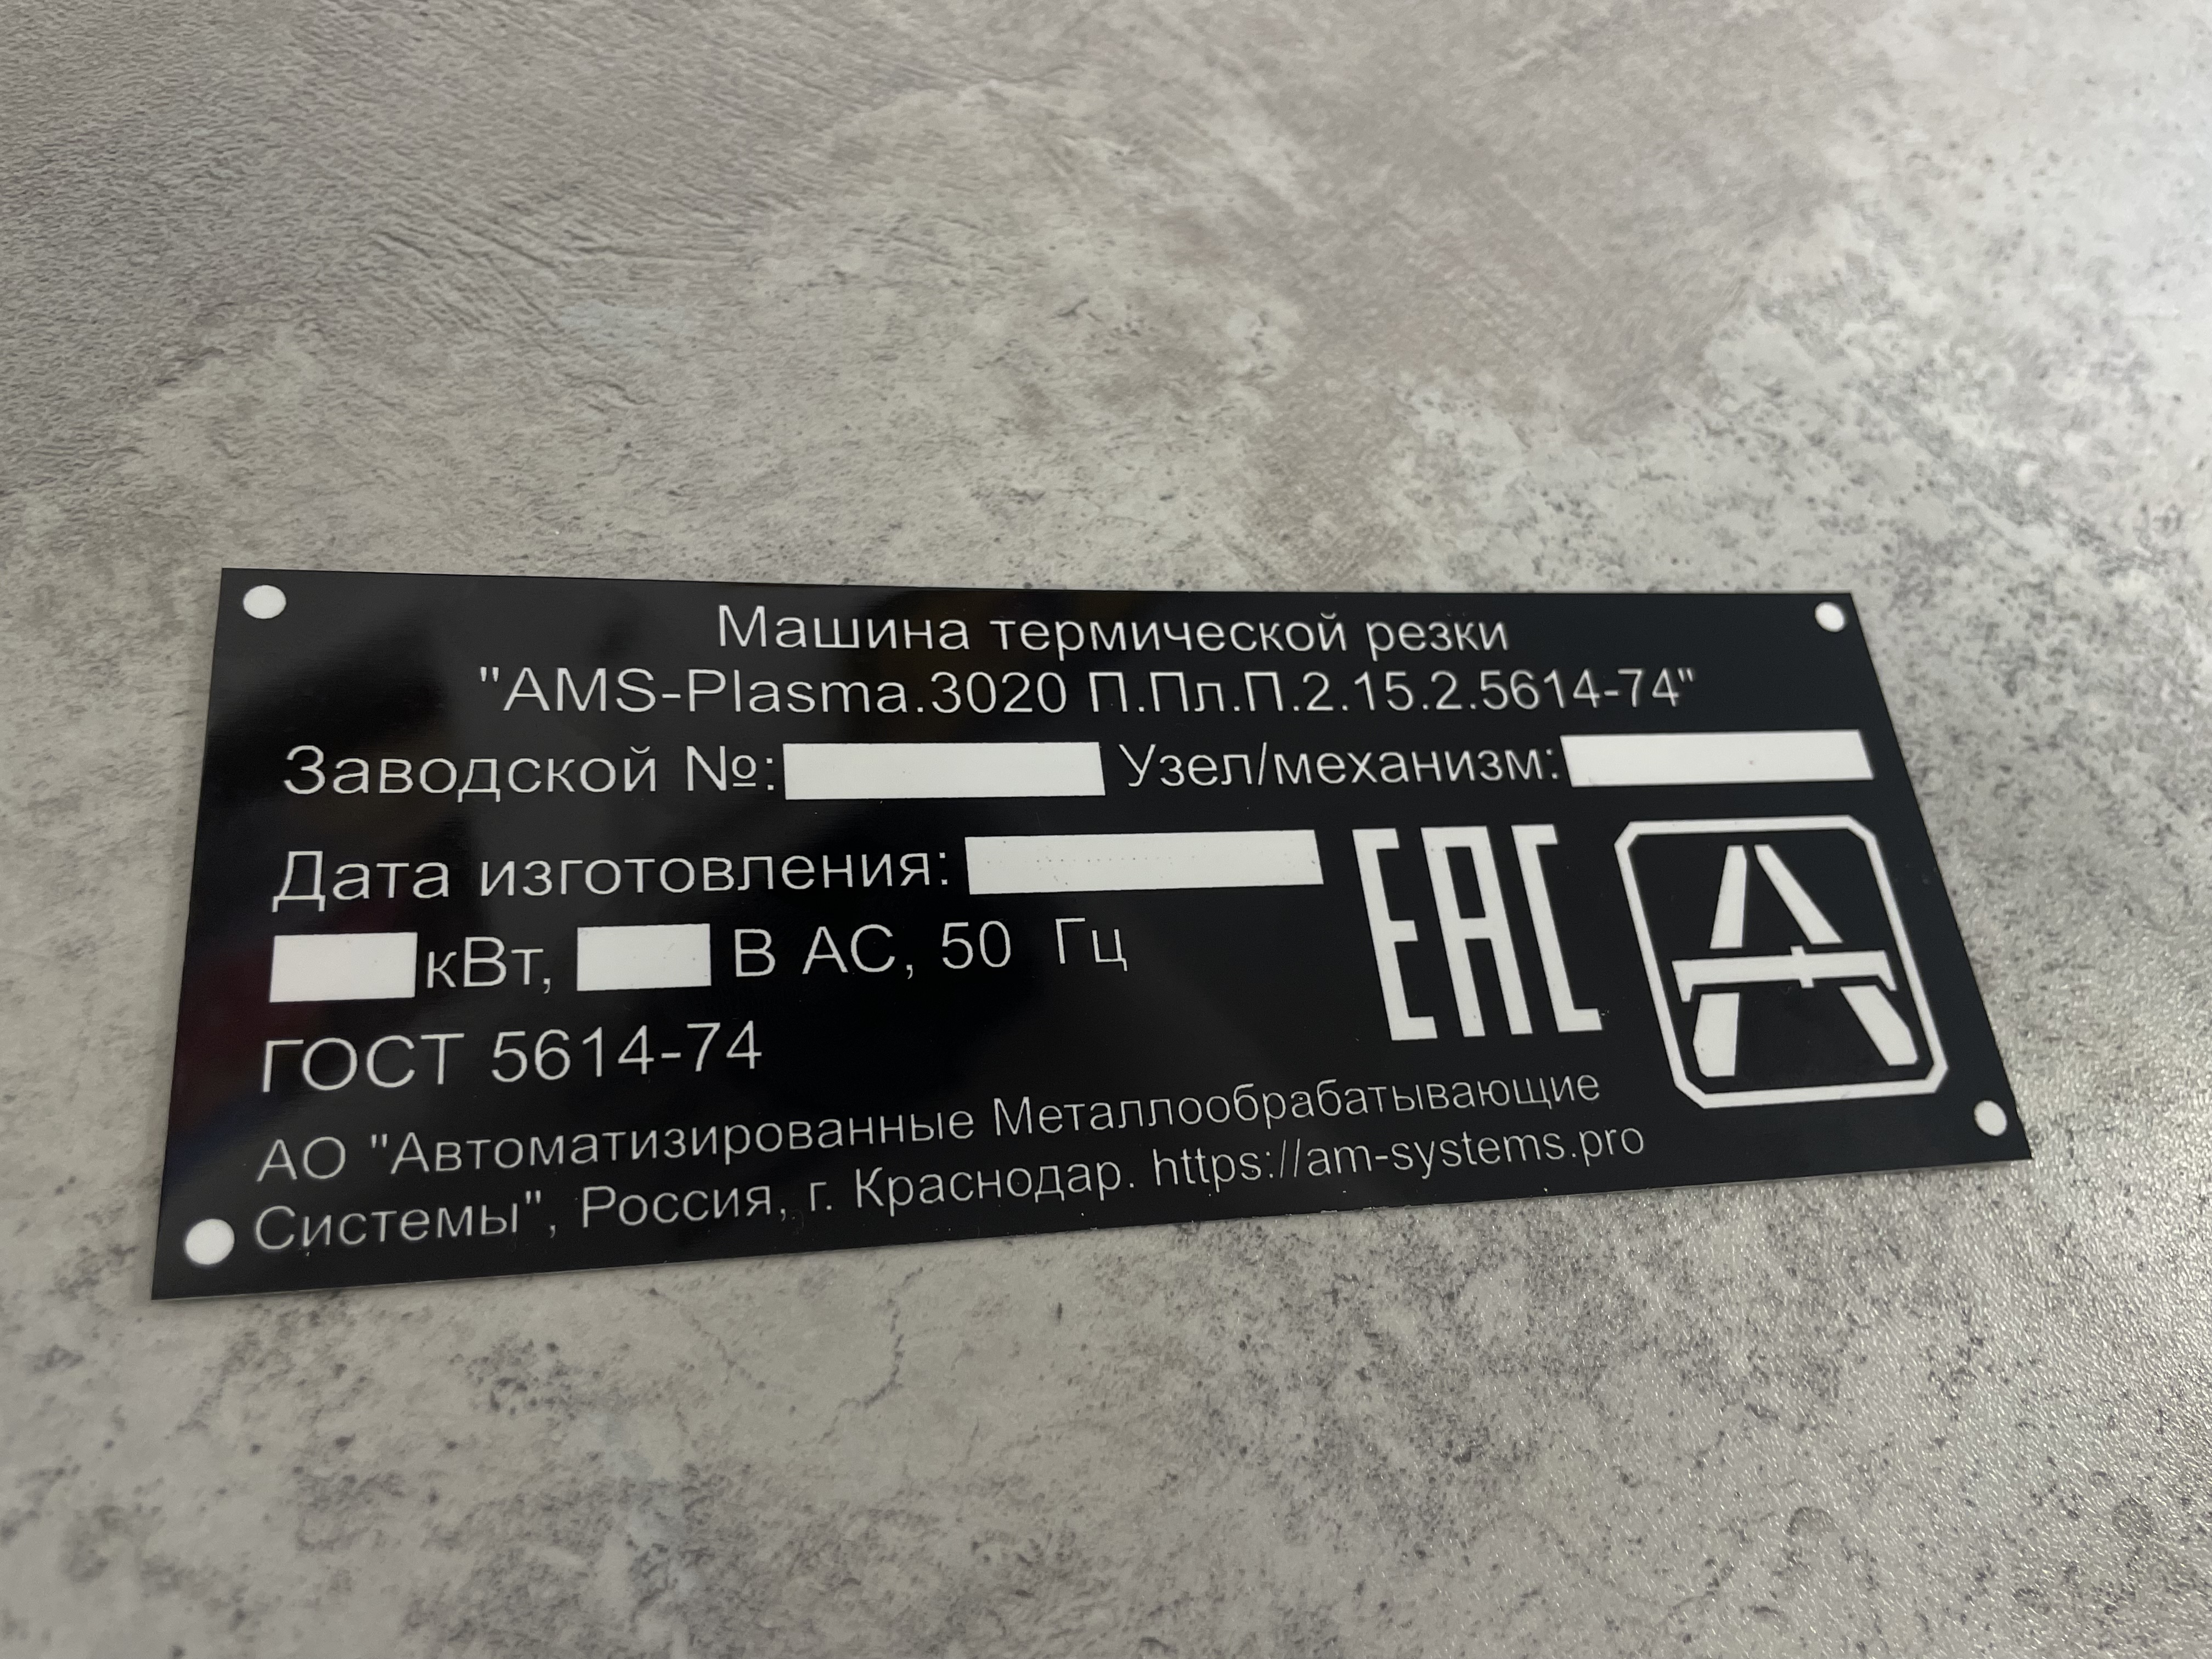 Машина термической резки
"AMS-Plasma.3020 П.Пл.П.2.15.2.5614-74"
Заводской №: Узел/механизм:
Дата изготовления:
кВт, В АС, 50 Гц
ГОСТ 5614-74
ЕАС
АО "Автоматизированные Металлообрабатывающие
Системы", Россия, г. Краснодар. https://am-systems.pro